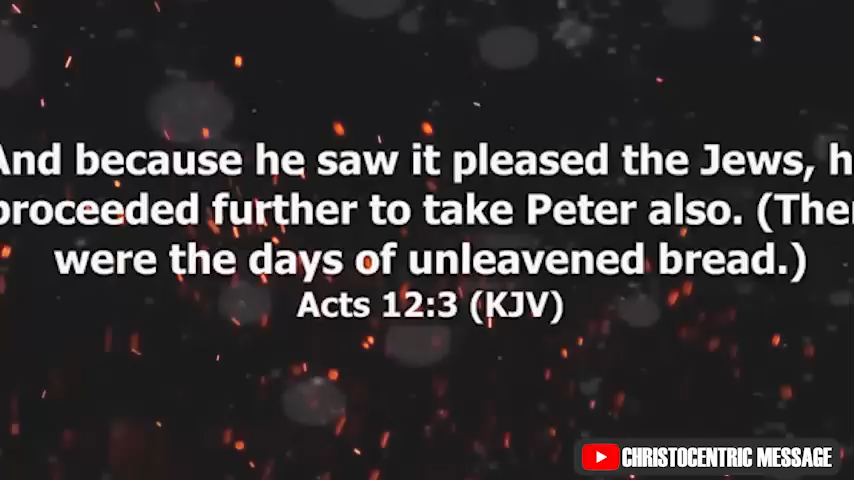 And because he saw it pleased the Jews, h
proceeded further to take Peter also. (Then
were the days of unleavened bread.)
Acts 12:3 (KJV)
CHRISTOCENTRIC MESSAGE